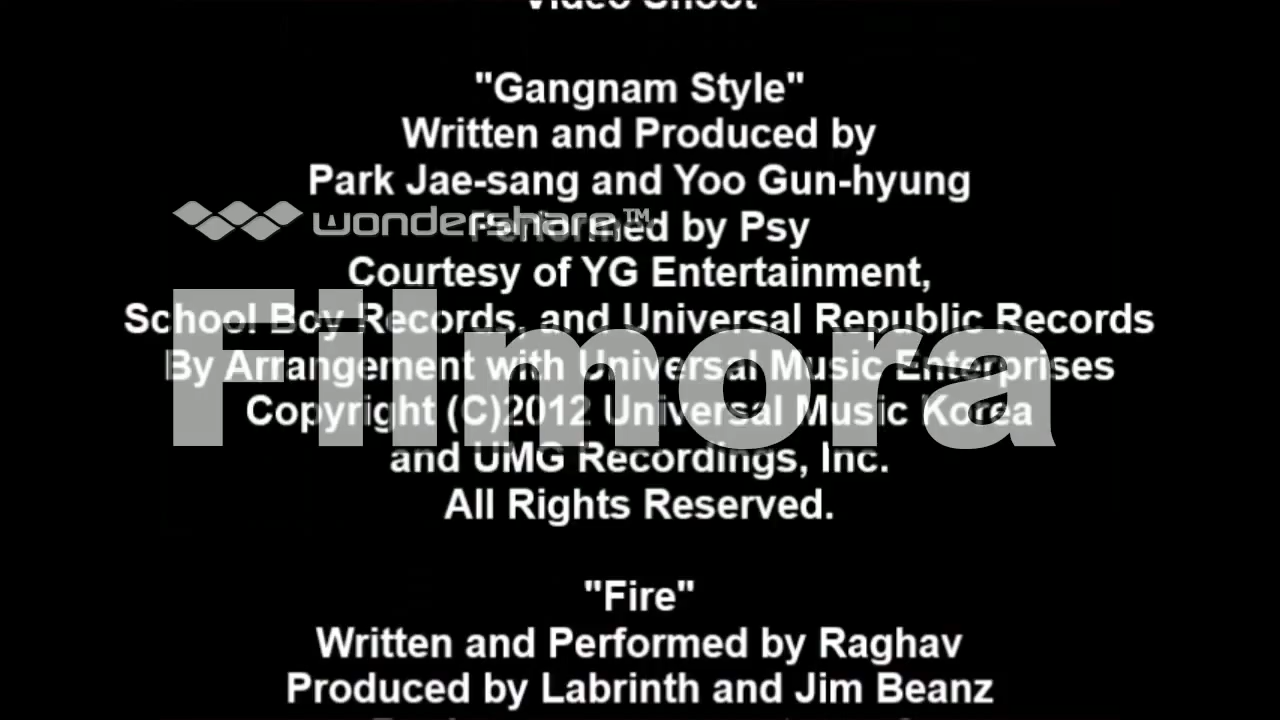 Video Shoot
"Gangnam Style"
Written and Produced by
Park Jae-sang and Yoo Gun-hyung
wondershare™
Performed by Psy
Courtesy of YG Entertainment,
Filmora
School Boy Records, and Universal Republic Records
By Arrangement with Universal Music Enterprises
Copyright (C)2012 Universal Music Korea
and UMG Recordings, Inc.
All Rights Reserved.
"Fire"
Written and Performed by Raghav
Produced by Labrinth and Jim Beanz